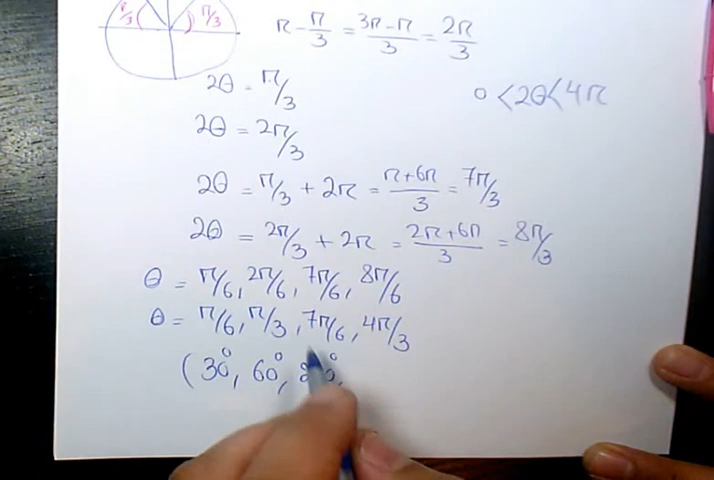 π/3 π/3
π - π/3 = 3π-π/3 = 2π/3
2θ = π/3
0 < 2θ < 4π
2θ = 2π/3
2θ = π/3 + 2π = π+6π/3 = 7π/3
2θ = 2π/3 + 2π = 2π+6π/3 = 8π/3
θ = π/6, 2π/6, 7π/6, 8π/6
θ = π/6, π/3, 7π/6, 4π/3
(30°, 60°,